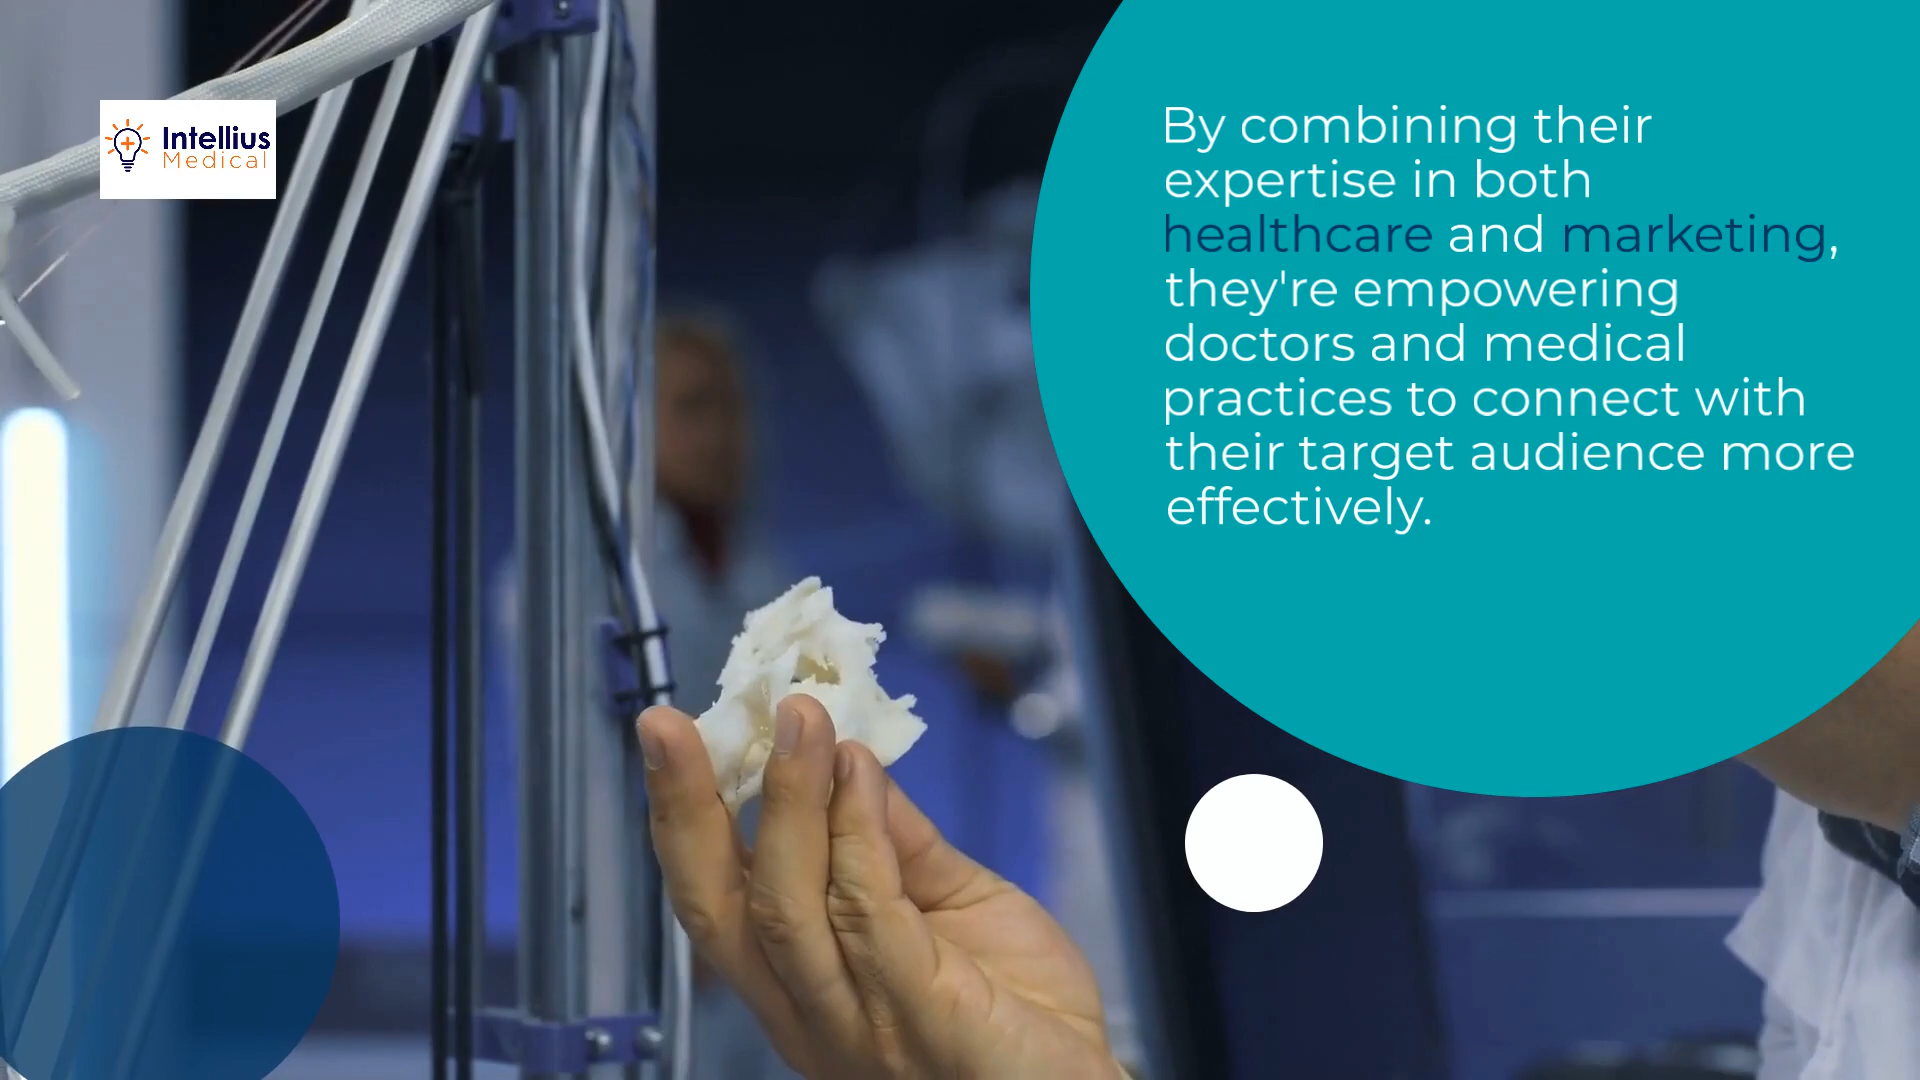 Intellius
Medical
By combining their
expertise in both
healthcare and marketing,
they're empowering
doctors and medical
practices to connect with
their target audience more
effectively.